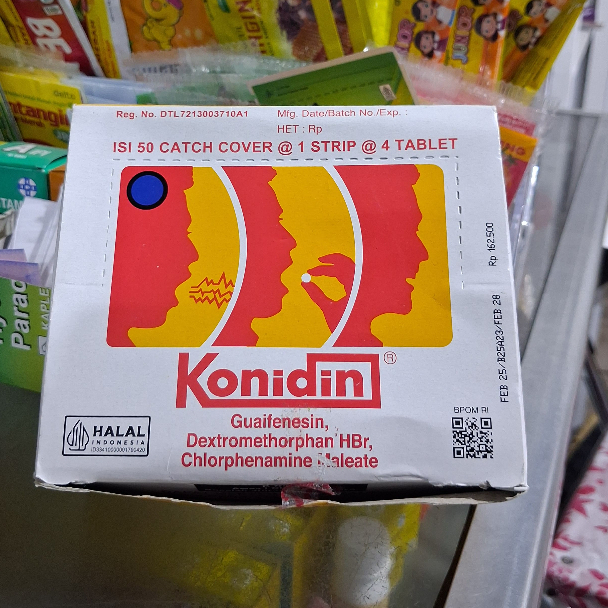 Reg. No. DTL7213003710A1
Mfg. Date/Batch No./Exp. :
HET : Rp
ISI 50 CATCH COVER @ 1 STRIP @ 4 TABLET
Rp 162.500
FEB 25/B25A23/FEB 28
Konidin®
Guaifenesin,
Dextromethorphan HBr,
Chlorphenamine Maleate
HALAL
INDONESIA
BPOM RI